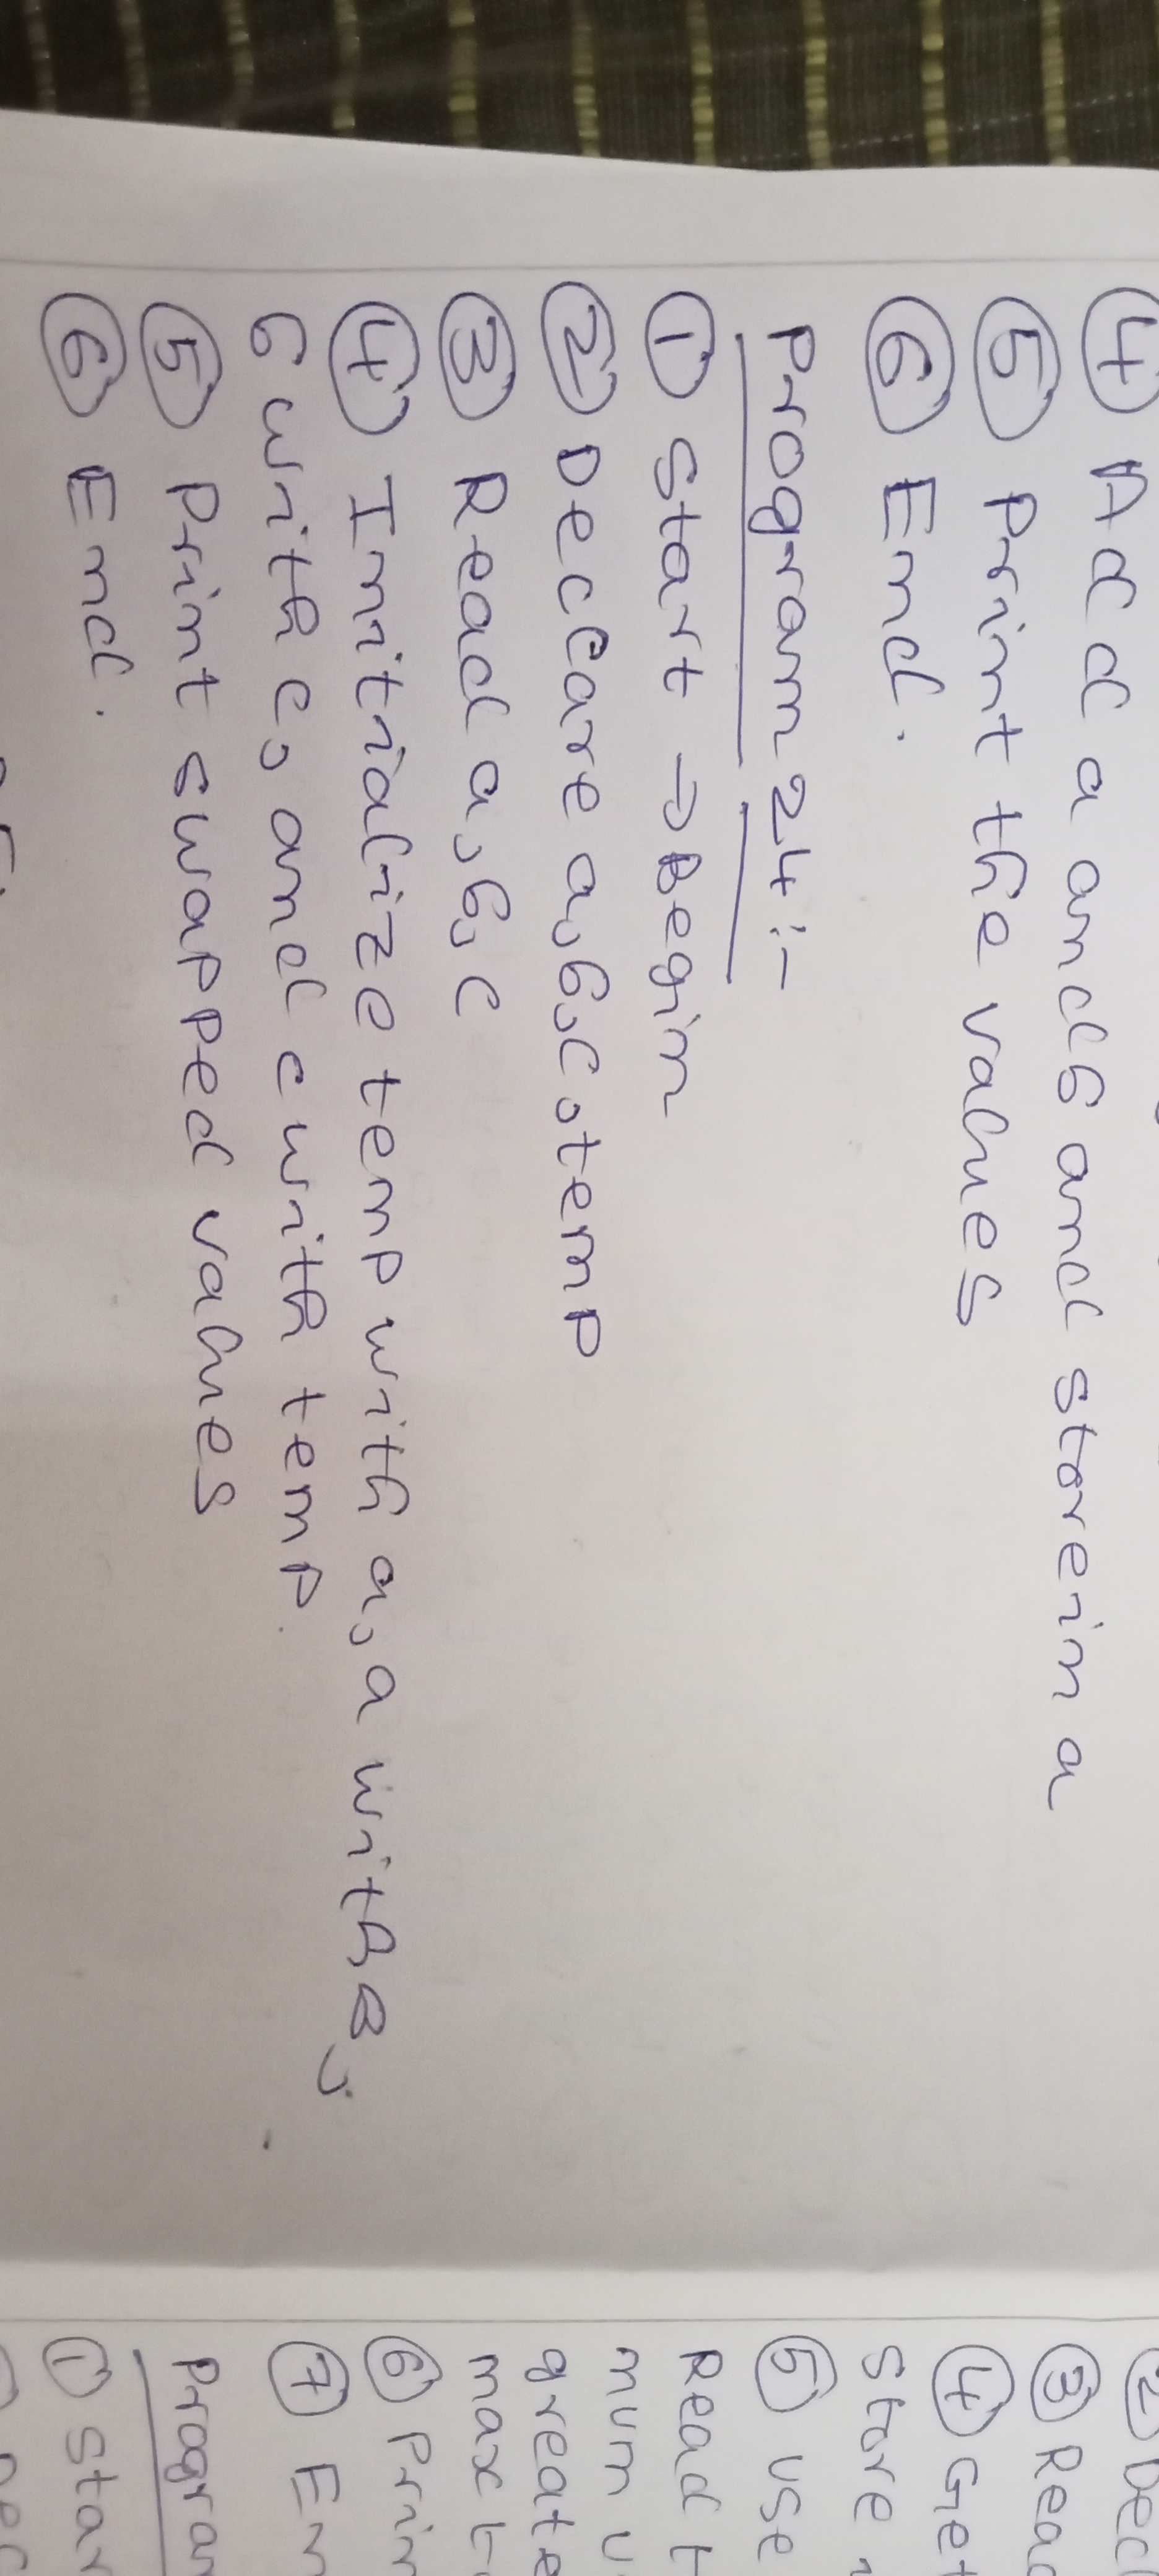 ④ Add a and b and store in a
⑤ Print the values
⑥ End.
Program 24:-
① Start → Begin
② Declare a, b, c, temp
③ Read a, b, c
④ Initialize temp with a, a with B,
b with c, and c with temp.
⑤ Print swapped values
⑥ End.
② Dec
③ Rea
④ Get
store
⑤ Use
Read t
mum v
greate
max t
⑥ Prin
⑦ En
Progra
① Star